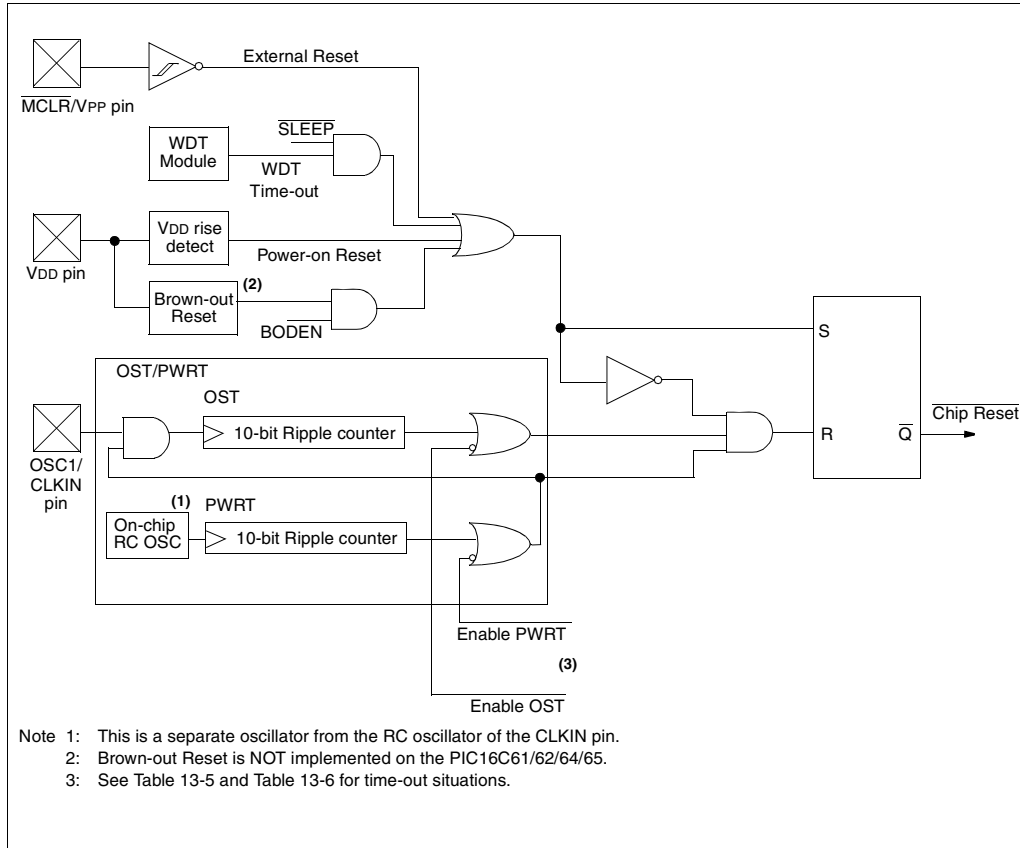 External Reset
MCLR/VPP pin
SLEEP
WDT
Module
WDT
Time-out
VDD rise
detect
Power-on Reset
VDD pin
(2)
Brown-out
Reset
BODEN
S
OST/PWRT
OST
10-bit Ripple counter
Chip Reset
R
Q
OSC1/
CLKIN
pin
(1)
PWRT
On-chip
RC OSC
10-bit Ripple counter
Enable PWRT
(3)
Enable OST
Note 1: This is a separate oscillator from the RC oscillator of the CLKIN pin.
2: Brown-out Reset is NOT implemented on the PIC16C61/62/64/65.
3: See Table 13-5 and Table 13-6 for time-out situations.